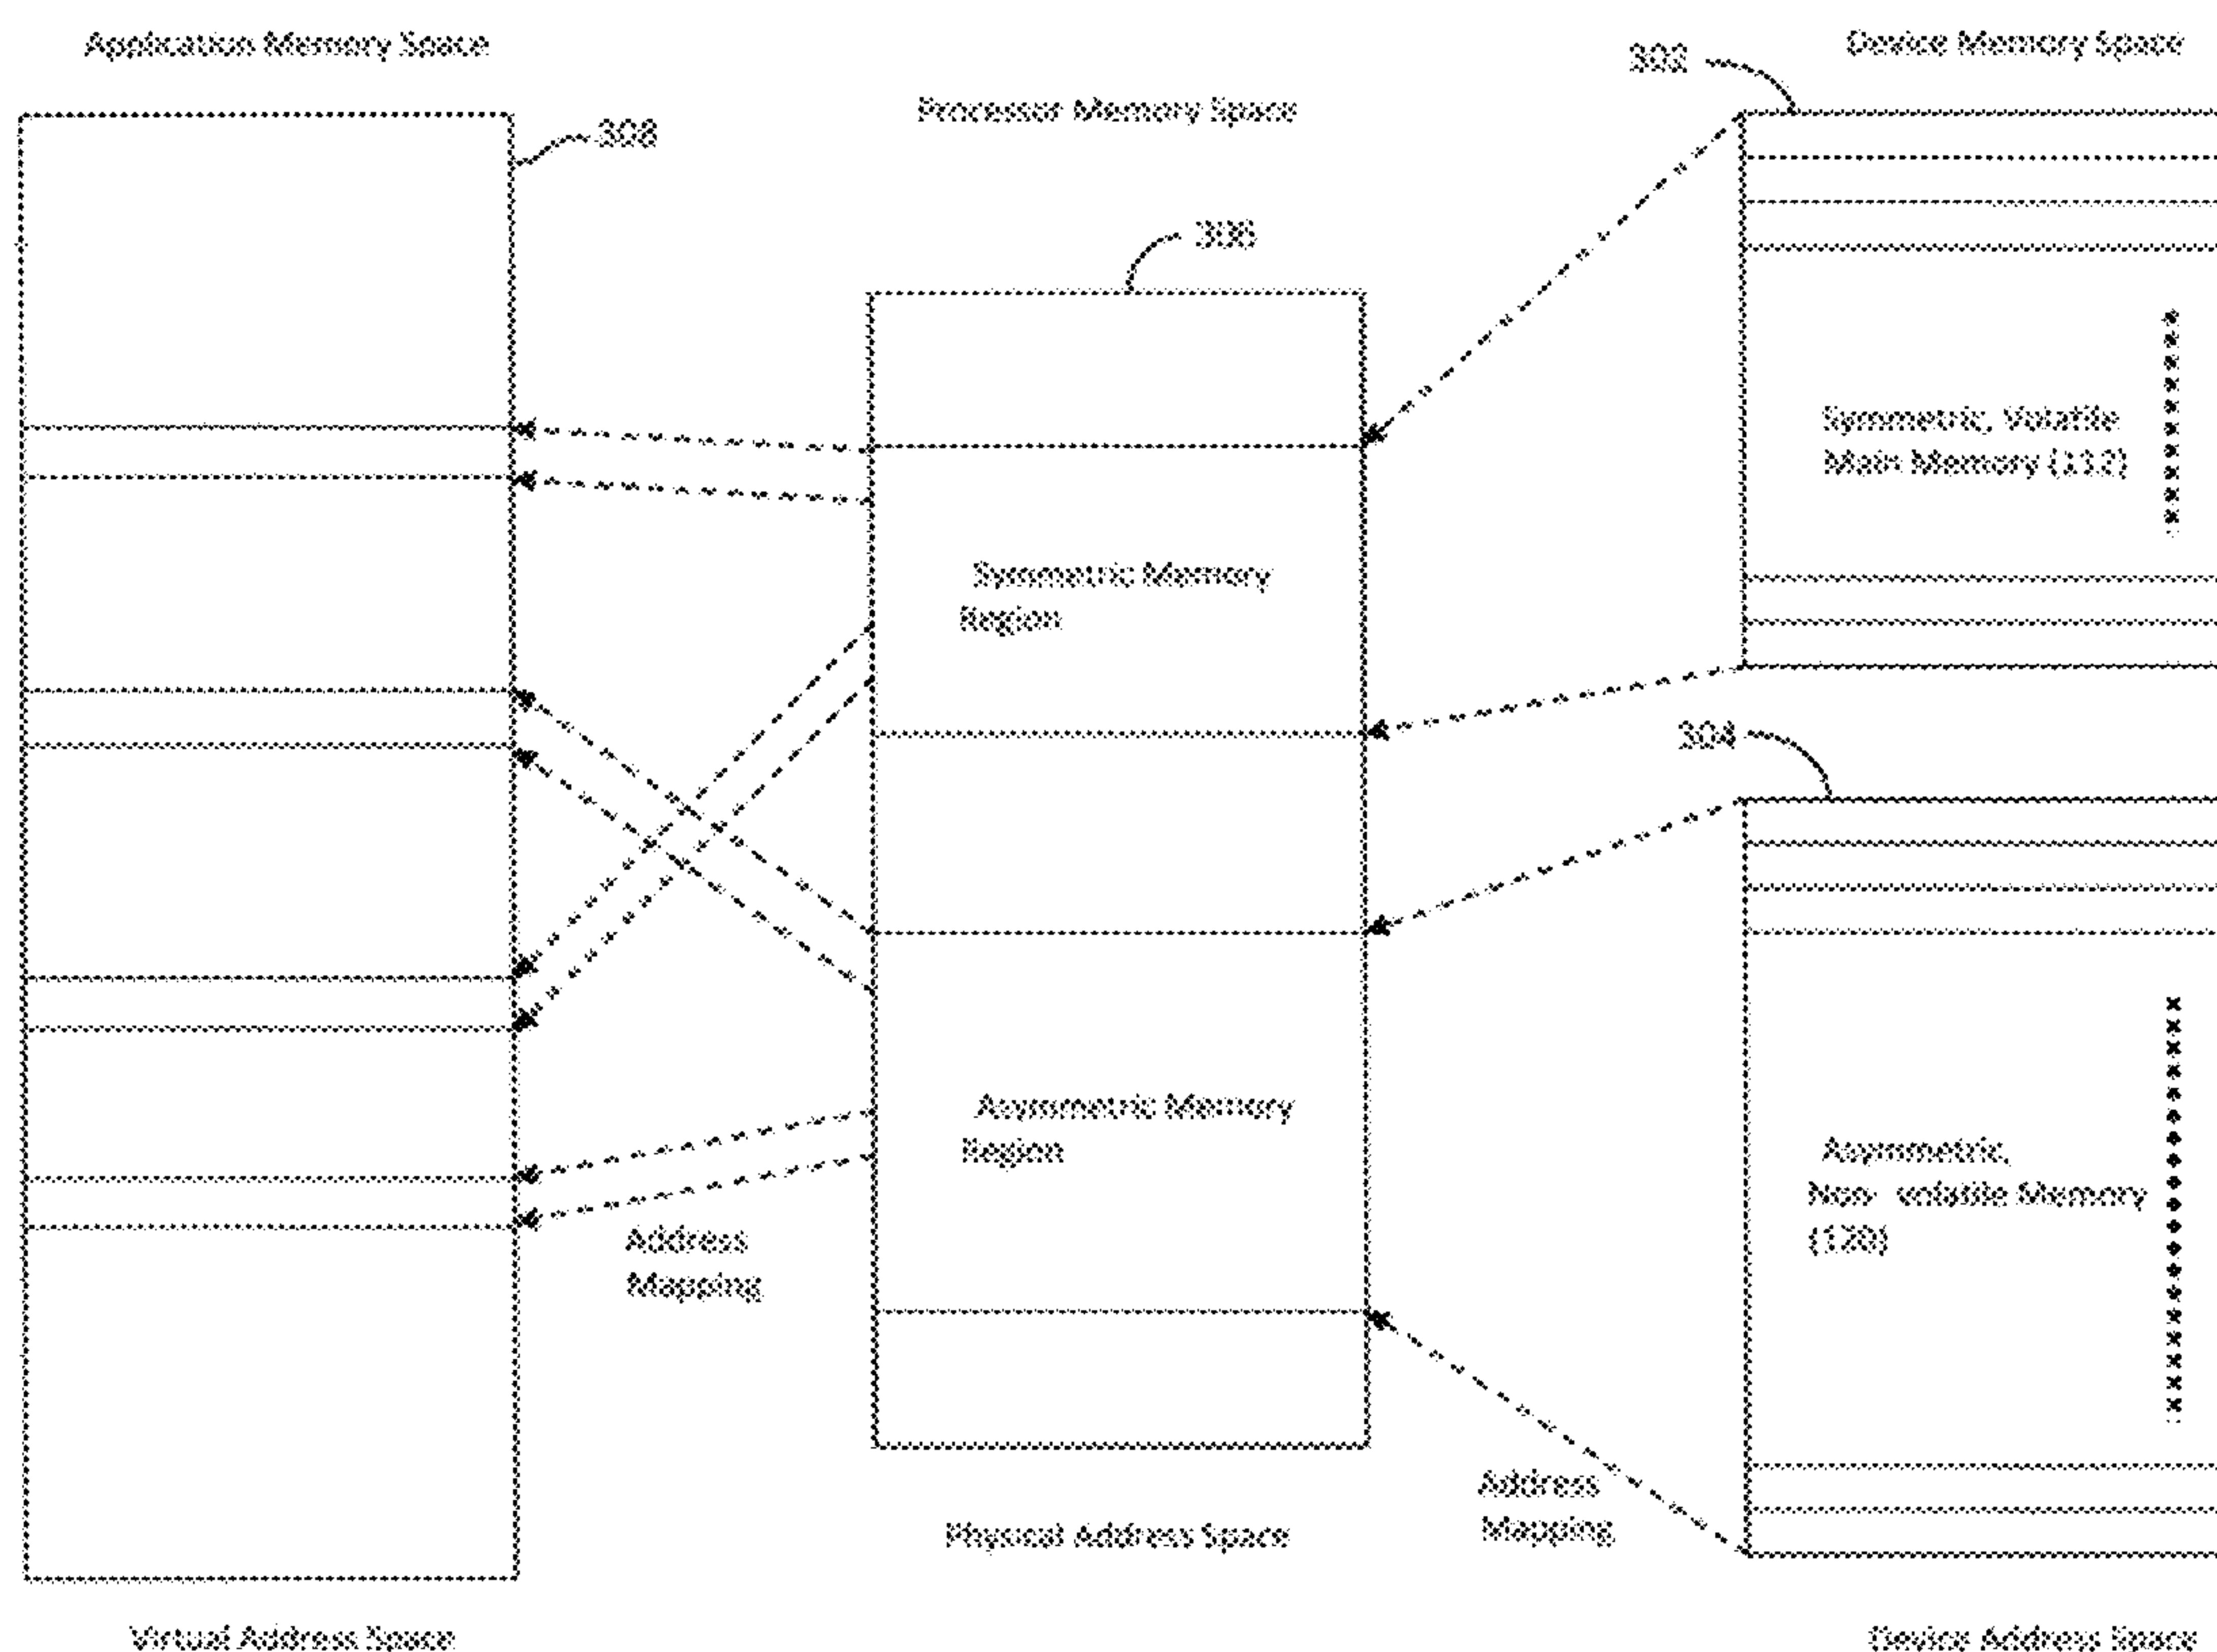 Application Memory Space
Device Memory Space
302
Processor Memory Space
308
306
Symmetric, Volatile
Main Memory (112)
Symmetric Memory
Region
304
Asymmetric Memory
Region
Asymmetric,
Non- volatile Memory
(120)
Address
Mapping
Address
Mapping
Physical Address Space
Virtual Address Space
Device Address Space